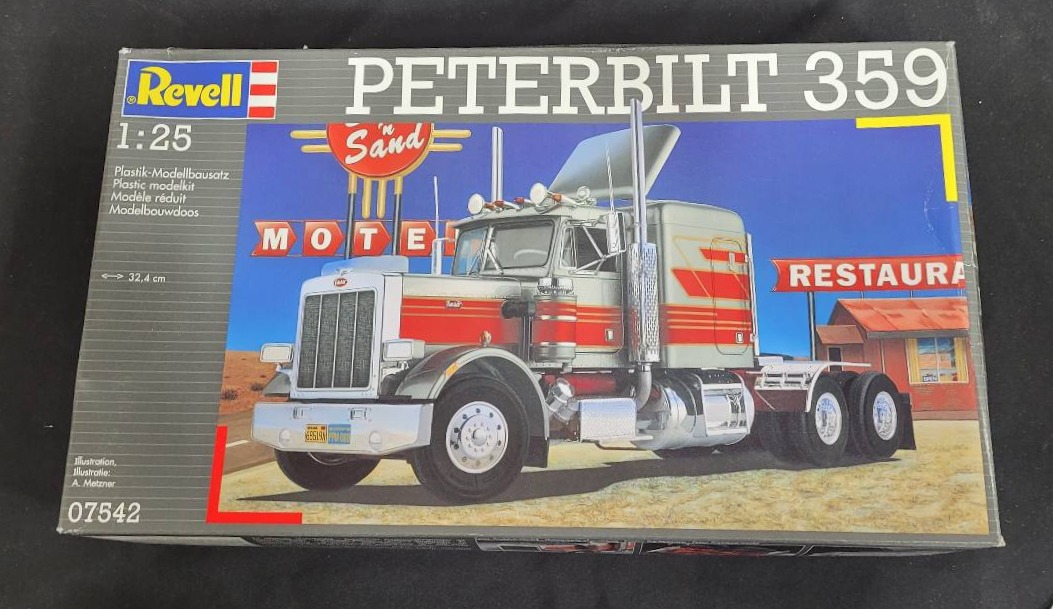 Revell
PETERBILT 359
1:25
Plastik-Modellbausatz
Plastic modelkit
Modèle réduit
Modelbouwdoos
32,4 cm
'n
Sand
MOTE
RESTAURA
OPEN
Illustration,
Illustratie:
A. Metzner
07542